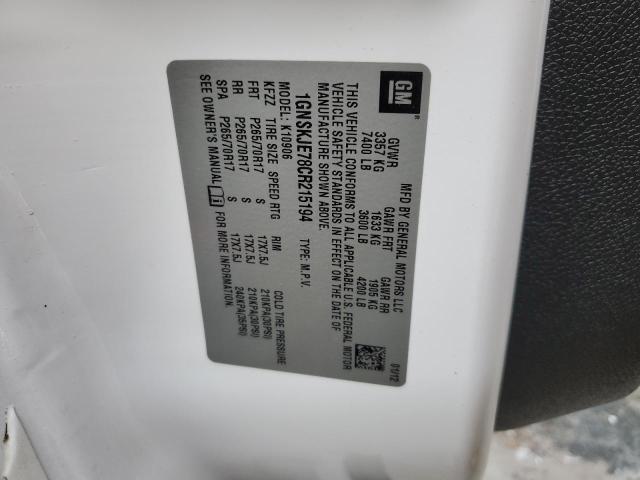 GM
MFD BY GENERAL MOTORS LLC
01/12
GVWR GAWR FRT GAWR RR
3357 KG 1633 KG 1905 KG
7400 LB 3600 LB 4200 LB
THIS VEHICLE CONFORMS TO ALL APPLICABLE U.S. FEDERAL MOTOR
VEHICLE SAFETY STANDARDS IN EFFECT ON THE DATE OF
MANUFACTURE SHOWN ABOVE.
1GNSKJE78CR215194 TYPE: M.P.V.
MODEL: K10906
KFZZ TIRE SIZE SPEED RTG RIM COLD TIRE PRESSURE
FRT P265/70R17 S 17X7.5J 210KPA(30PSI)
RR P265/70R17 S 17X7.5J 210KPA(30PSI)
SPA P265/70R17 S 17X7.5J 240KPA(35PSI)
SEE OWNER'S MANUAL FOR MORE INFORMATION.